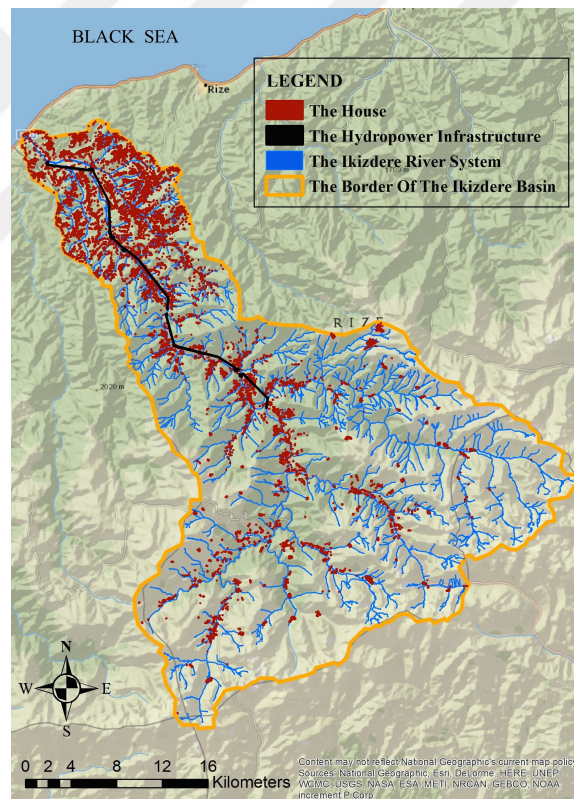 BLACK SEA
Rize
LEGEND
The House
The Hydropower Infrastructure
The Ikizdere River System
The Border Of The Ikizdere Basin
1709 m
RIZE
2020 m
N
W E
S
0 2 4 8 12 16
Kilometers
Content may not reflect National Geographic's current map policy.
Sources: National Geographic, Esri, DeLorme, HERE, UNEP-
WCMC, USGS, NASA, ESA, METI, NRCAN, GEBCO, NOAA,
increment P Corp.